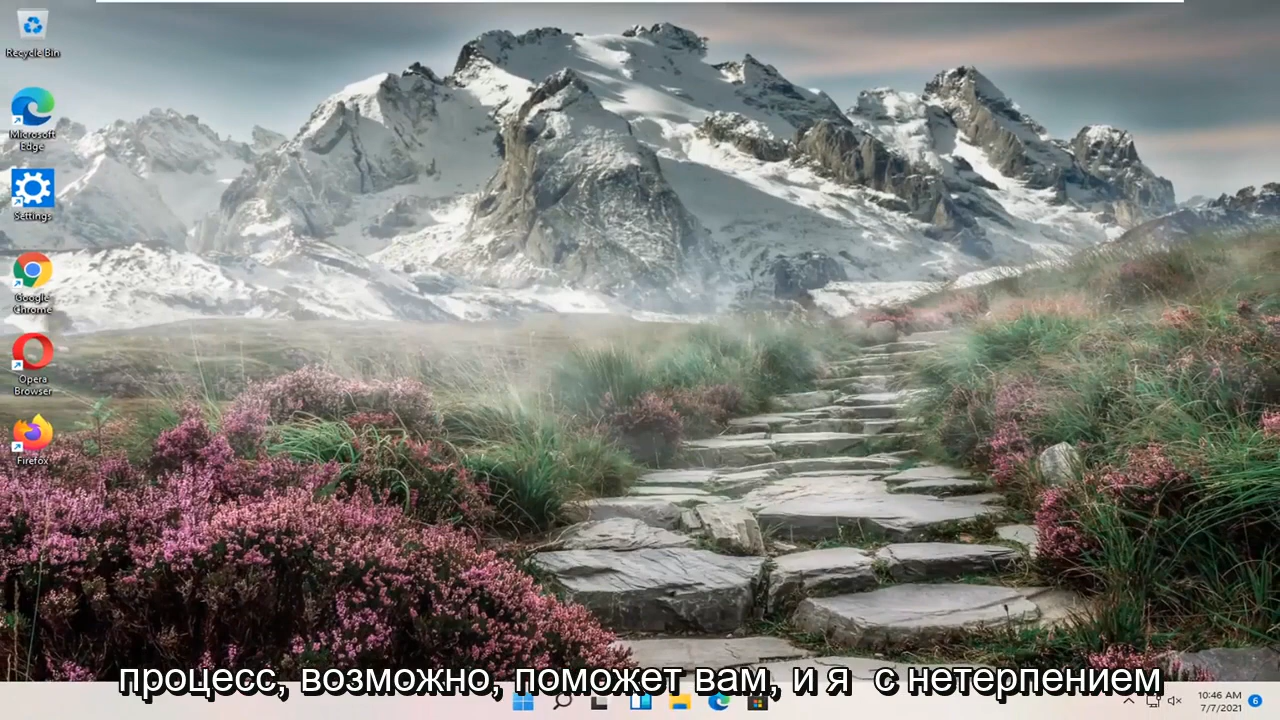 Recycle Bin
Microsoft
Edge
Settings
Google
Chrome
Opera
Browser
Firefox
процесс, возможно, поможет вам, и я с нетерпением
10:46 AM
7/7/2021
6